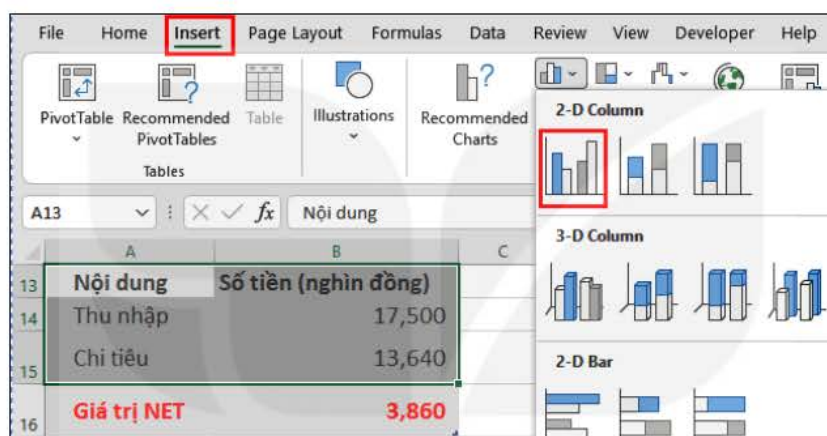 File Home Insert Page Layout Formulas Data Review View Developer Help
PivotTable Recommended PivotTables Table Illustrations Recommended Charts
Tables
2-D Column
A13 fx Nội dung
3-D Column
A B C
13 Nội dung Số tiền (nghìn đồng)
14 Thu nhập 17,500
15 Chi tiêu 13,640
2-D Bar
16 Giá trị NET 3,860